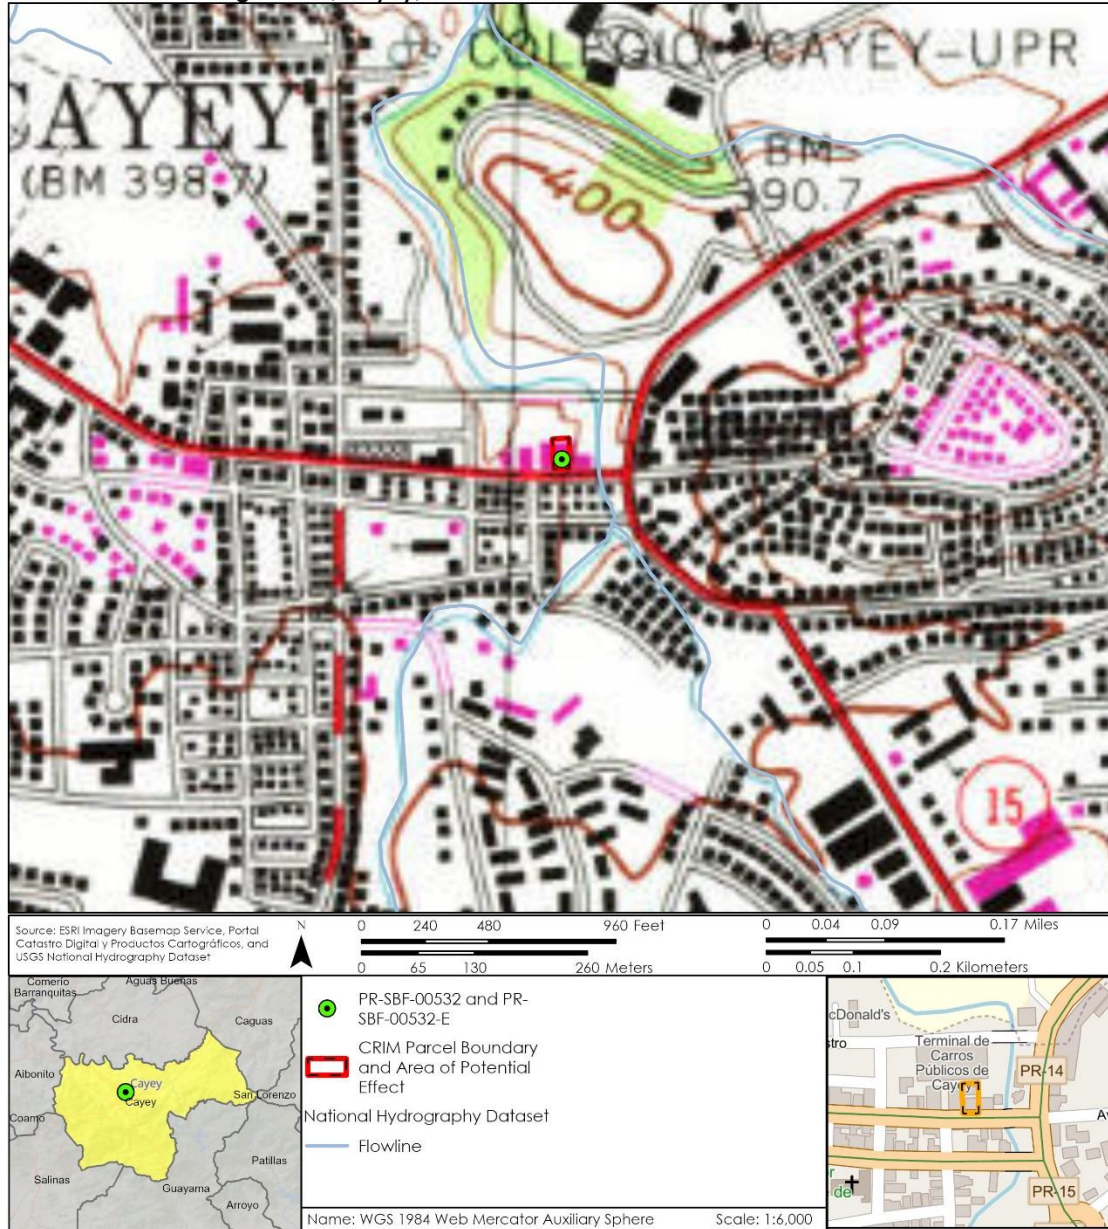 COLEGIO CAYEY-UPR
CAYEY
(BM 398.7)
BM
390.7
400
15
Source: ESRI Imagery Basemap Service, Portal
Catastro Digital y Productos Cartográficos, and
USGS National Hydrography Dataset
N
0 240 480 960 Feet
0 65 130 260 Meters
0 0.04 0.09 0.17 Miles
0 0.05 0.1 0.2 Kilometers
Comerío
Barranquitas
Aguas Buenas
Cidra
Caguas
Aibonito
Cayey
Cayey
San Lorenzo
Coamo
Patillas
Salinas
Guayama
Arroyo
PR-SBF-00532 and PR-
SBF-00532-E
CRIM Parcel Boundary
and Area of Potential
Effect
National Hydrography Dataset
Flowline
Name: WGS 1984 Web Mercator Auxiliary Sphere
Scale: 1:6,000
cDonald's
stro
Terminal de
Carros
Públicos de
Cayey
PR-14
Av
r
de
PR-15